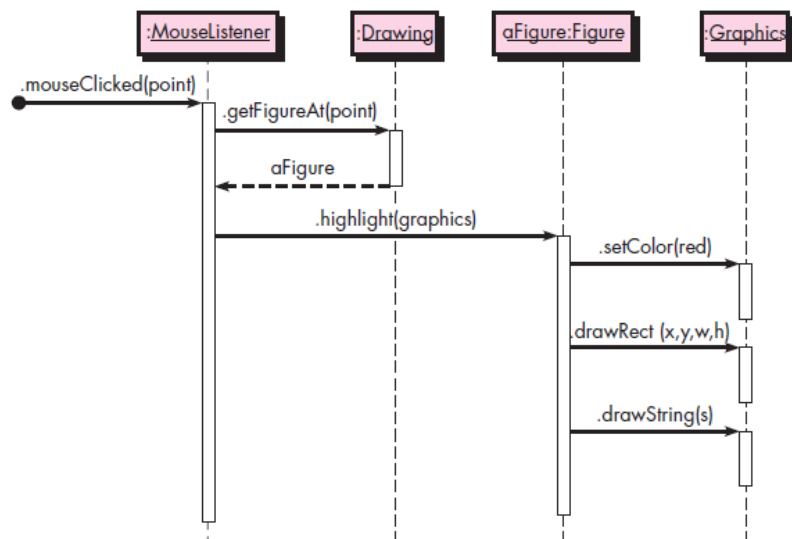 :MouseListener
:Drawing
aFigure:Figure
:Graphics
.mouseClicked(point)
.getFigureAt(point)
aFigure
.highlight(graphics)
.setColor(red)
.drawRect (x,y,w,h)
.drawString(s)